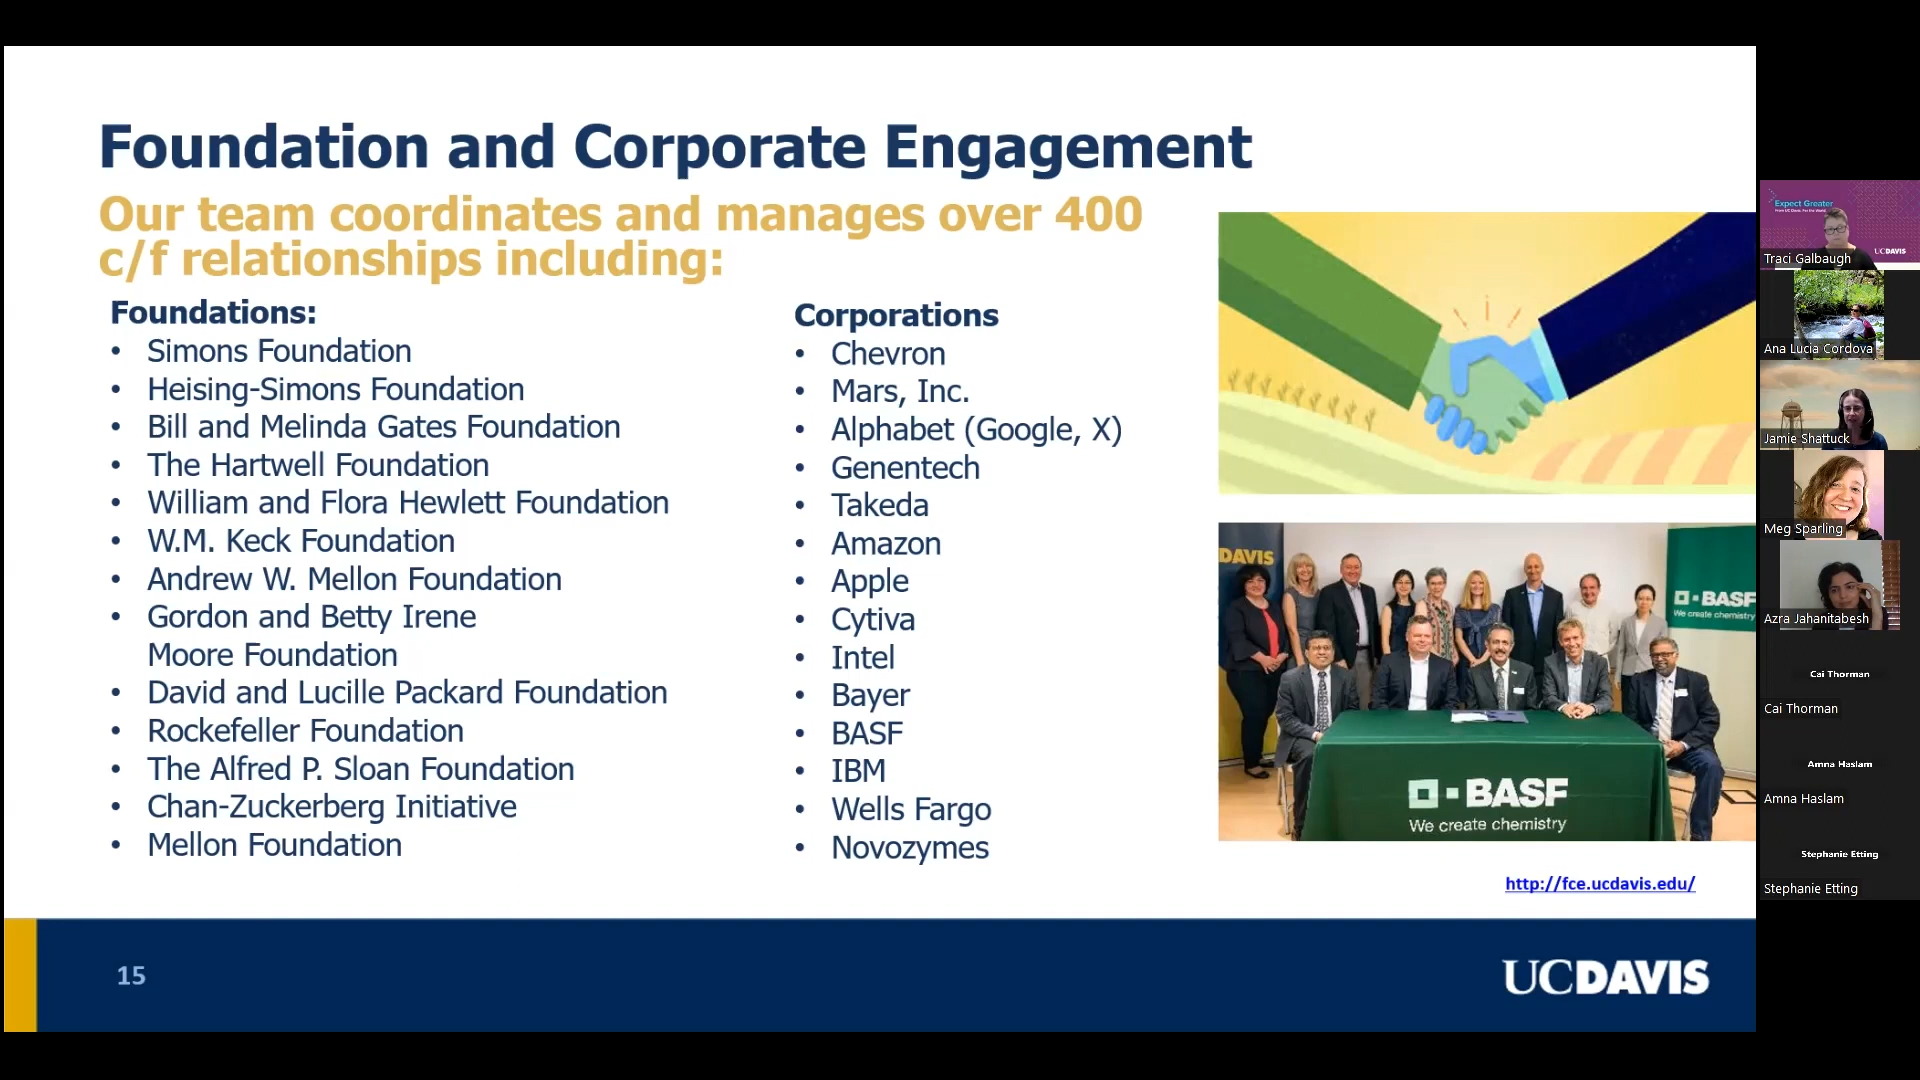 Foundation and Corporate Engagement
Our team coordinates and manages over 400
c/f relationships including:
Foundations:
• Simons Foundation
• Heising-Simons Foundation
• Bill and Melinda Gates Foundation
• The Hartwell Foundation
• William and Flora Hewlett Foundation
• W.M. Keck Foundation
• Andrew W. Mellon Foundation
• Gordon and Betty Irene
Moore Foundation
• David and Lucille Packard Foundation
• Rockefeller Foundation
• The Alfred P. Sloan Foundation
• Chan-Zuckerberg Initiative
• Mellon Foundation
Corporations
• Chevron
• Mars, Inc.
• Alphabet (Google, X)
• Genentech
• Takeda
• Amazon
• Apple
• Cytiva
• Intel
• Bayer
• BASF
• IBM
• Wells Fargo
• Novozymes
DAVIS
BASF
We create chemistry
BASF
We create chemistry
http://fce.ucdavis.edu/
15
UCDAVIS
Expect Greater
From UC Davis. For the World.
UCDAVIS
Traci Galbaugh
Ana Lucia Cordova
Jamie Shattuck
Meg Sparling
Azra Jahanitabesh
Cai Thorman
Cai Thorman
Amna Haslam
Amna Haslam
Stephanie Etting
Stephanie Etting